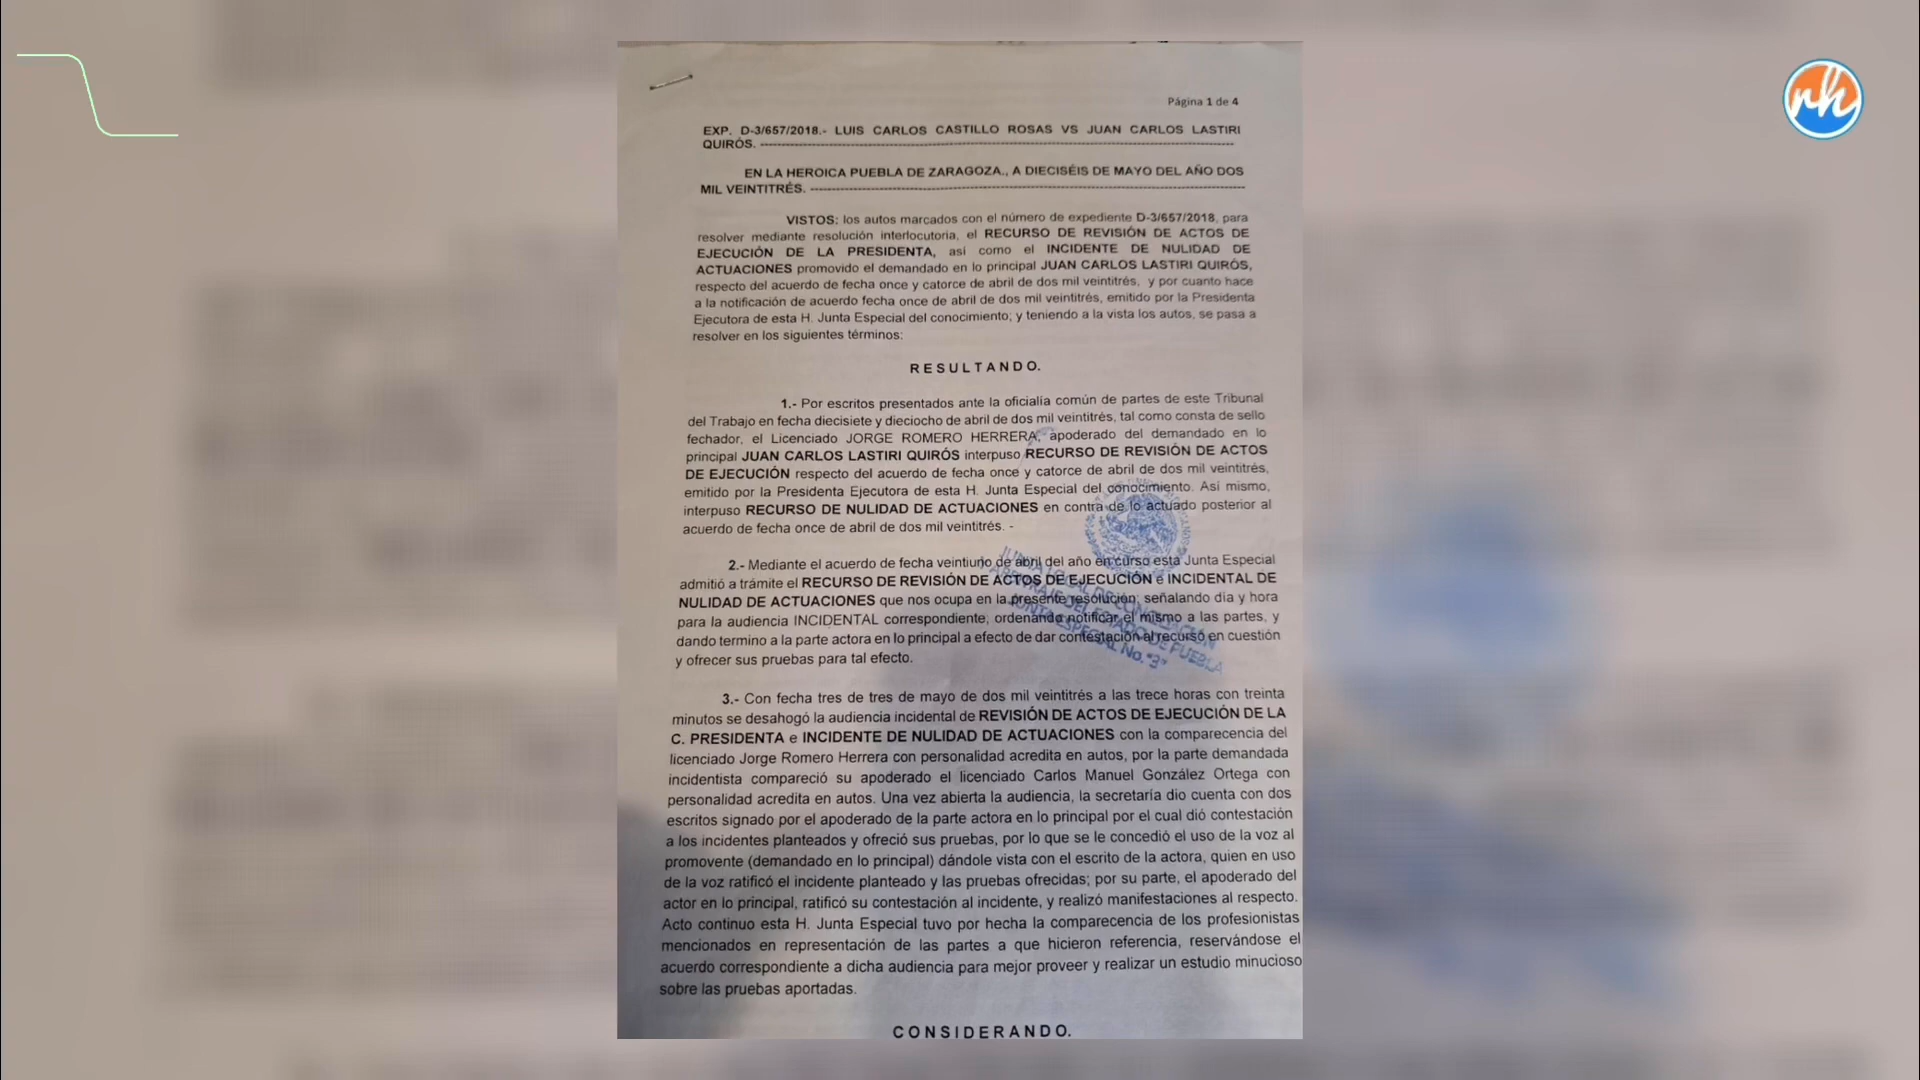 rh
Página 1 de 4
EXP. D-3/657/2018.- LUIS CARLOS CASTILLO ROSAS VS JUAN CARLOS LASTIRI
QUIRÓS. ---
EN LA HEROICA PUEBLA DE ZARAGOZA., A DIECISÉIS DE MAYO DEL AÑO DOS
MIL VEINTITRÉS. ---
VISTOS: los autos marcados con el número de expediente D-3/657/2018, para
resolver mediante resolución interlocutoria, el RECURSO DE REVISIÓN DE ACTOS DE
EJECUCIÓN DE LA PRESIDENTA, así como el INCIDENTE DE NULIDAD DE
ACTUACIONES promovido el demandado en lo principal JUAN CARLOS LASTIRI QUIRÓS,
respecto del acuerdo de fecha once y catorce de abril de dos mil veintitrés, y por cuanto hace
a la notificación de acuerdo fecha once de abril de dos mil veintitrés, emitido por la Presidenta
Ejecutora de esta H. Junta Especial del conocimiento; y teniendo a la vista los autos, se pasa a
resolver en los siguientes términos:
R E S U L T A N D O.
1.- Por escritos presentados ante la oficialía común de partes de este Tribunal
del Trabajo en fecha diecisiete y dieciocho de abril de dos mil veintitrés, tal como consta de sello
fechador, el Licenciado JORGE ROMERO HERRERA, apoderado del demandado en lo
principal JUAN CARLOS LASTIRI QUIRÓS interpuso RECURSO DE REVISIÓN DE ACTOS
DE EJECUCIÓN respecto del acuerdo de fecha once y catorce de abril de dos mil veintitrés,
emitido por la Presidenta Ejecutora de esta H. Junta Especial del conocimiento. Así mismo,
interpuso RECURSO DE NULIDAD DE ACTUACIONES en contra de lo actuado posterior al
acuerdo de fecha once de abril de dos mil veintitrés. -
2.- Mediante el acuerdo de fecha veintiuno de abril del año en curso esta Junta Especial
admitió a trámite el RECURSO DE REVISIÓN DE ACTOS DE EJECUCIÓN e INCIDENTAL DE
NULIDAD DE ACTUACIONES que nos ocupa en la presente resolución; señalando día y hora
para la audiencia INCIDENTAL correspondiente; ordenando notificar el mismo a las partes, y
dando termino a la parte actora en lo principal a efecto de dar contestación al recurso en cuestión
y ofrecer sus pruebas para tal efecto.
JUNTA LOCAL DE CONCILIACIÓN
ARBITRAJE DEL ESTADO DE PUEBLA
JUNTA ESPECIAL No. "3"
3.- Con fecha tres de tres de mayo de dos mil veintitrés a las trece horas con treinta
minutos se desahogó la audiencia incidental de REVISIÓN DE ACTOS DE EJECUCIÓN DE LA
C. PRESIDENTA e INCIDENTE DE NULIDAD DE ACTUACIONES con la comparecencia del
licenciado Jorge Romero Herrera con personalidad acredita en autos, por la parte demandada
incidentista compareció su apoderado el licenciado Carlos Manuel González Ortega con
personalidad acredita en autos. Una vez abierta la audiencia, la secretaría dio cuenta con dos
escritos signado por el apoderado de la parte actora en lo principal por el cual dió contestación
a los incidentes planteados y ofreció sus pruebas, por lo que se le concedió el uso de la voz al
promovente (demandado en lo principal) dándole vista con el escrito de la actora, quien en uso
de la voz ratificó el incidente planteado y las pruebas ofrecidas; por su parte, el apoderado del
actor en lo principal, ratificó su contestación al incidente, y realizó manifestaciones al respecto.
Acto continuo esta H. Junta Especial tuvo por hecha la comparecencia de los profesionistas
mencionados en representación de las partes a que hicieron referencia, reservándose el
acuerdo correspondiente a dicha audiencia para mejor proveer y realizar un estudio minucioso
sobre las pruebas aportadas.
C O N S I D E R A N D O.